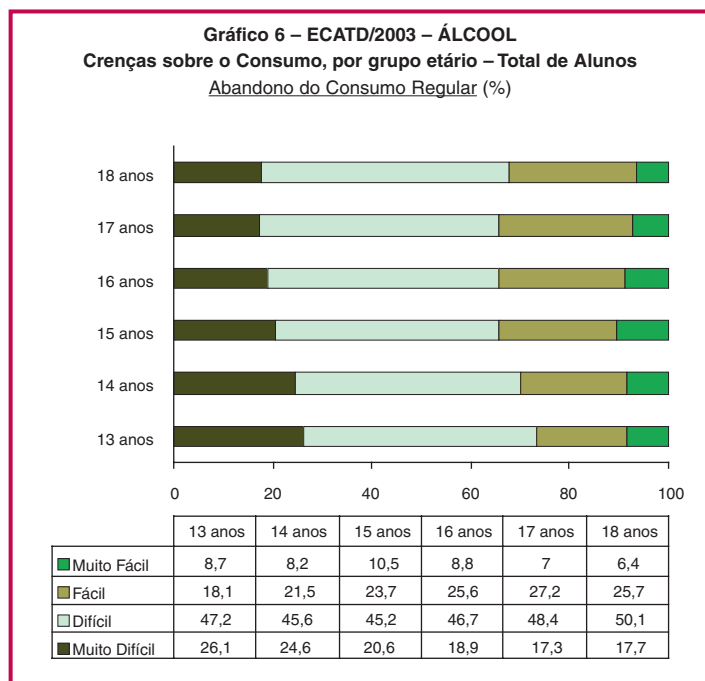 Gráfico 6 – ECATD/2003 – ÁLCOOL
Crenças sobre o Consumo, por grupo etário – Total de Alunos
Abandono do Consumo Regular (%)
18 anos
17 anos
16 anos
15 anos
14 anos
13 anos
0 20 40 60 80 100
13 anos 14 anos 15 anos 16 anos 17 anos 18 anos
Muito Fácil 8,7 8,2 10,5 8,8 7 6,4
Fácil 18,1 21,5 23,7 25,6 27,2 25,7
Difícil 47,2 45,6 45,2 46,7 48,4 50,1
Muito Difícil 26,1 24,6 20,6 18,9 17,3 17,7